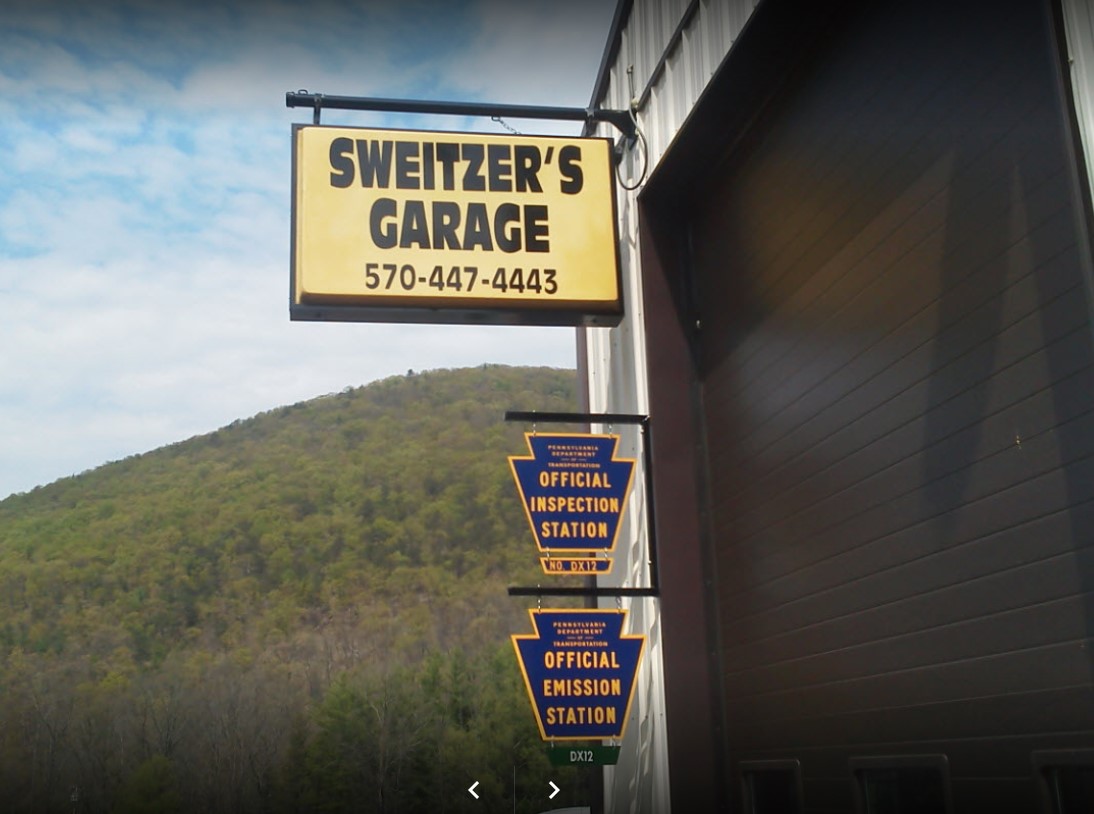 SWEITZER'S
GARAGE
570-447-4443
PENNSYLVANIA
DEPARTMENT
OF
TRANSPORTATION
OFFICIAL
INSPECTION
STATION
NO. DX12
PENNSYLVANIA
DEPARTMENT
OF
TRANSPORTATION
OFFICIAL
EMISSION
STATION
DX12